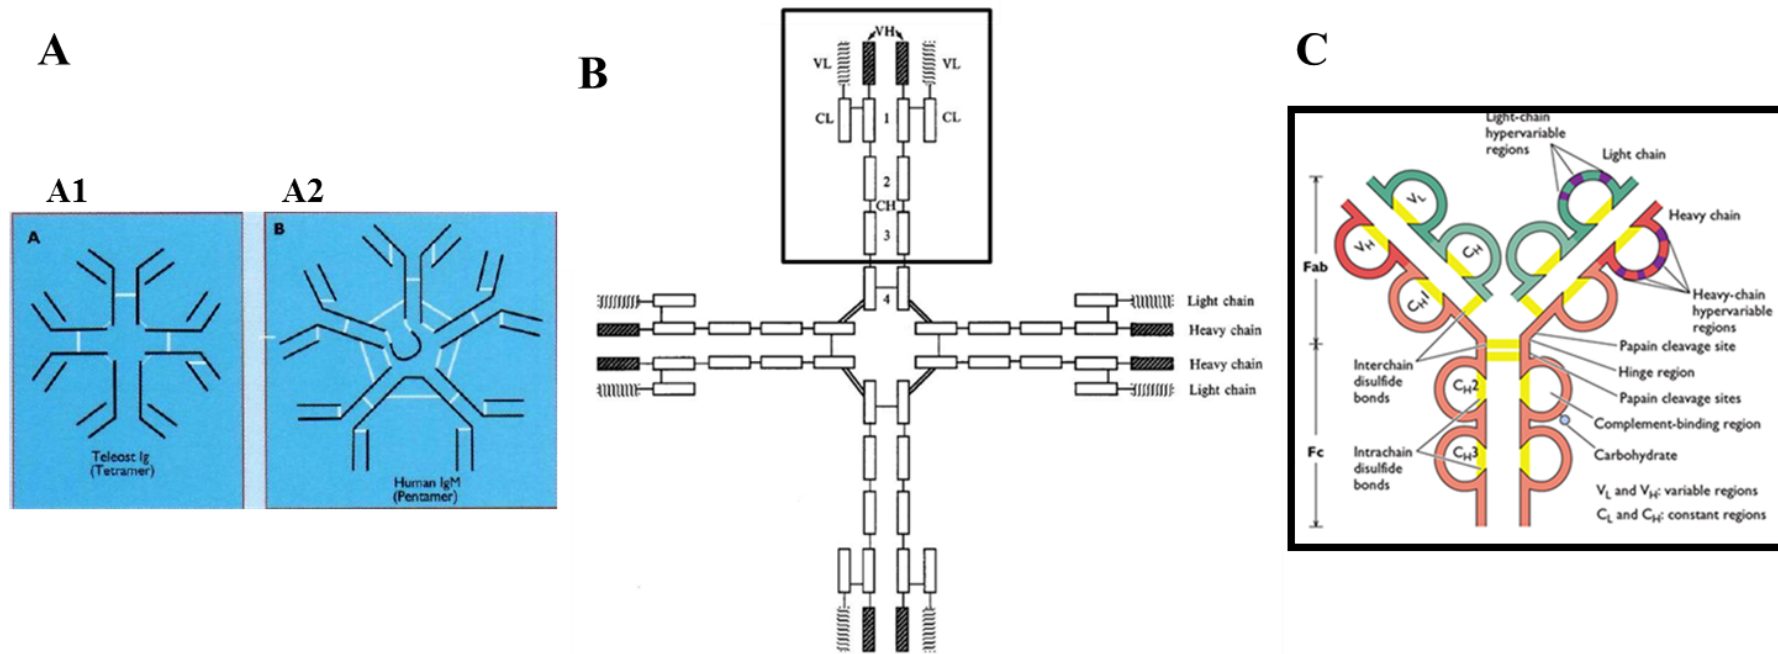 A
A1
A2
A
Teleost Ig
(Tetramer)
B
Human IgM
(Pentamer)
B
VH
VL
VL
CL
1
CL
2
CH
3
4
Light chain
Heavy chain
Heavy chain
Light chain
C
Light-chain
hypervariable
regions
Light chain
Heavy chain
VL
VH
CH
CH1
Fab
Heavy-chain
hypervariable
regions
Papain cleavage site
Interchain
disulfide
bonds
Hinge region
CH2
Papain cleavage sites
Complement-binding region
Fc
Intrachain
disulfide
bonds
CH3
Carbohydrate
VL and VH: variable regions
CL and CH: constant regions